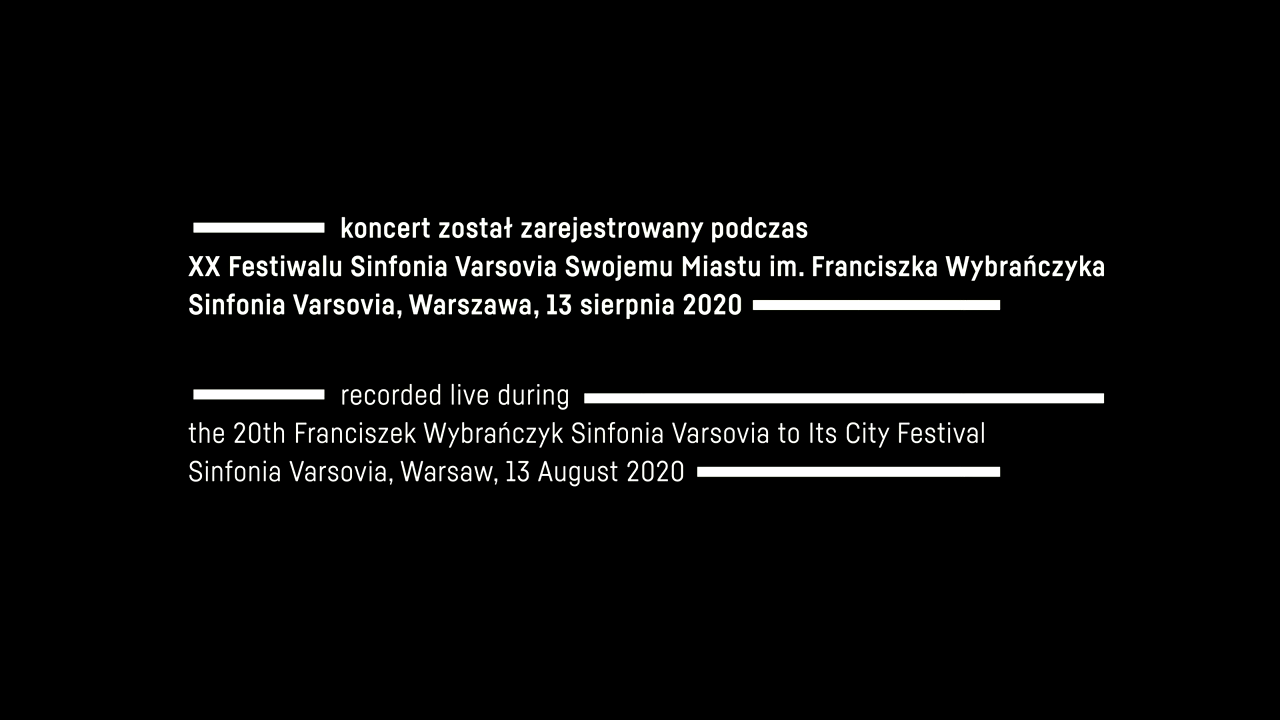 koncert został zarejestrowany podczas
XX Festiwalu Sinfonia Varsovia Swojemu Miastu im. Franciszka Wybrańczyka
Sinfonia Varsovia, Warszawa, 13 sierpnia 2020
recorded live during
the 20th Franciszek Wybrańczyk Sinfonia Varsovia to Its City Festival
Sinfonia Varsovia, Warsaw, 13 August 2020